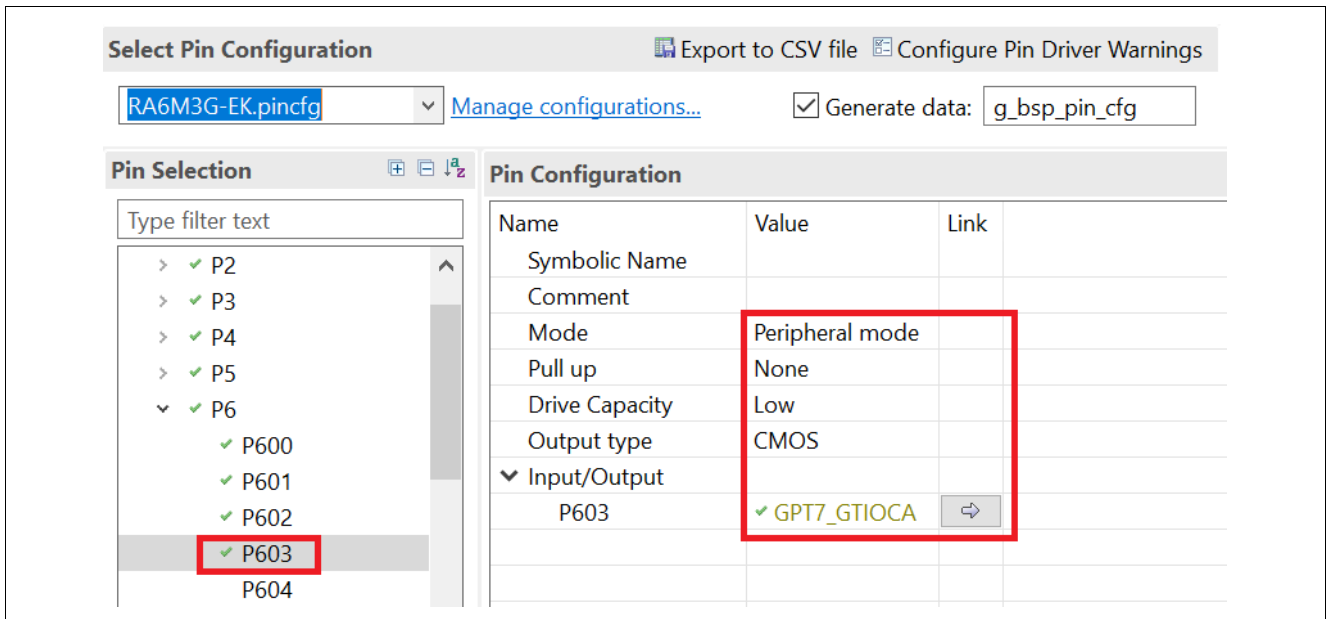 Select Pin Configuration Export to CSV file Configure Pin Driver Warnings
RA6M3G-EK.pincfg Manage configurations... Generate data: g_bsp_pin_cfg
Pin Selection
Type filter text
P2
P3
P4
P5
P6
P600
P601
P602
P603
P604
Pin Configuration
Name Value Link
Symbolic Name
Comment
Mode Peripheral mode
Pull up None
Drive Capacity Low
Output type CMOS
Input/Output
P603 GPT7_GTIOCA